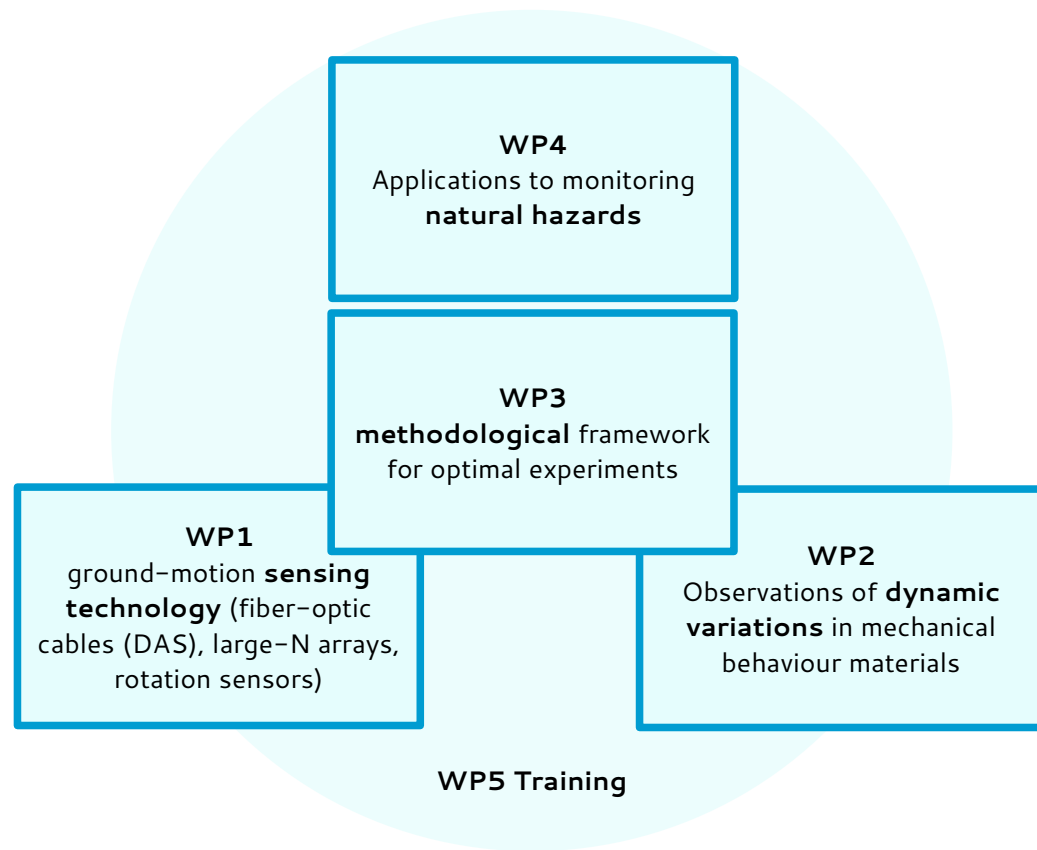 WP4
Applications to monitoring
natural hazards
WP3
methodological framework
for optimal experiments
WP1
ground-motion sensing
technology (fiber-optic
cables (DAS), large-N arrays,
rotation sensors)
WP2
Observations of dynamic
variations in mechanical
behaviour materials
WP5 Training